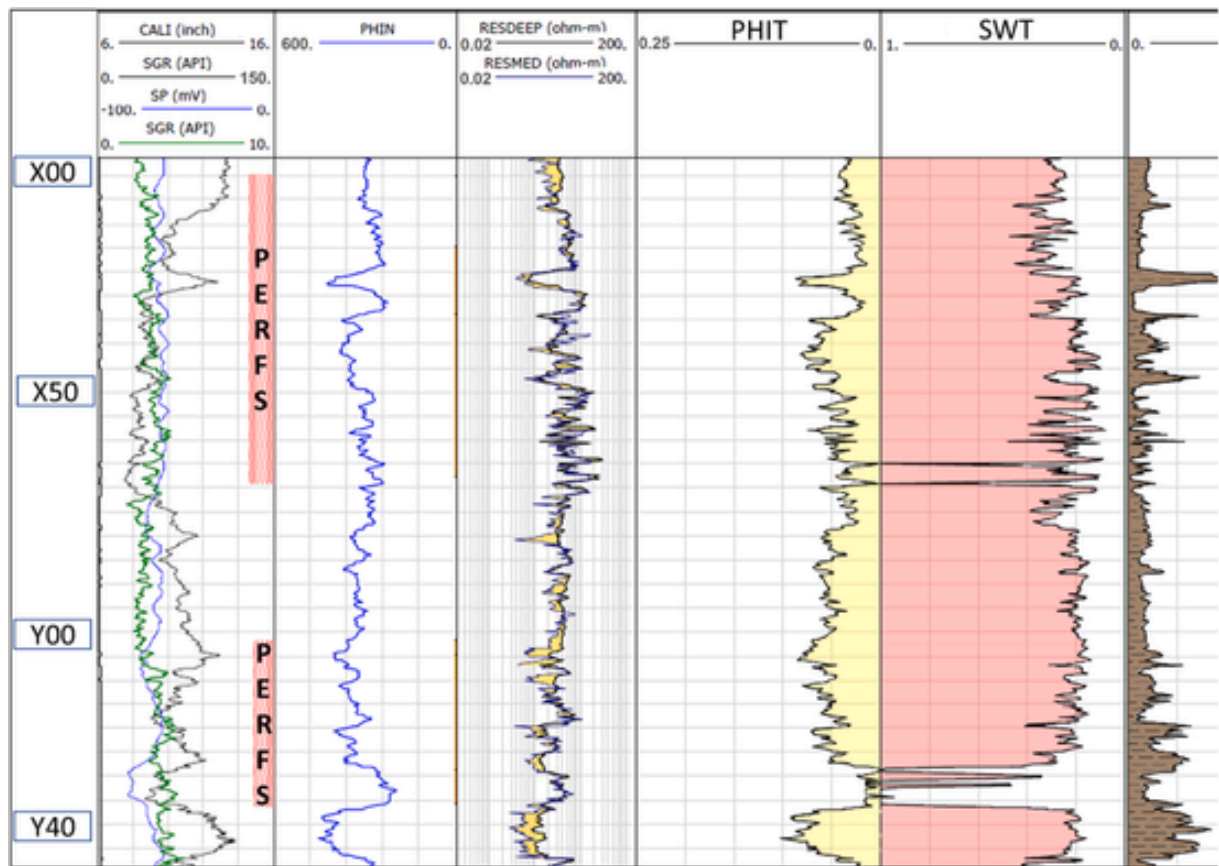 CALI (inch)
6. 16.
SGR (API)
0. 150.
SP (mV)
-100. 0.
SGR (API)
0. 10.
PHIN
600. 0.
RESDEEP (ohm-m)
0.02 200.
RESMED (ohm-m)
0.02 200.
PHIT
0.25 0.
SWT
1. 0.
0.
X00
X50
Y00
Y40
PERFS
PERFS